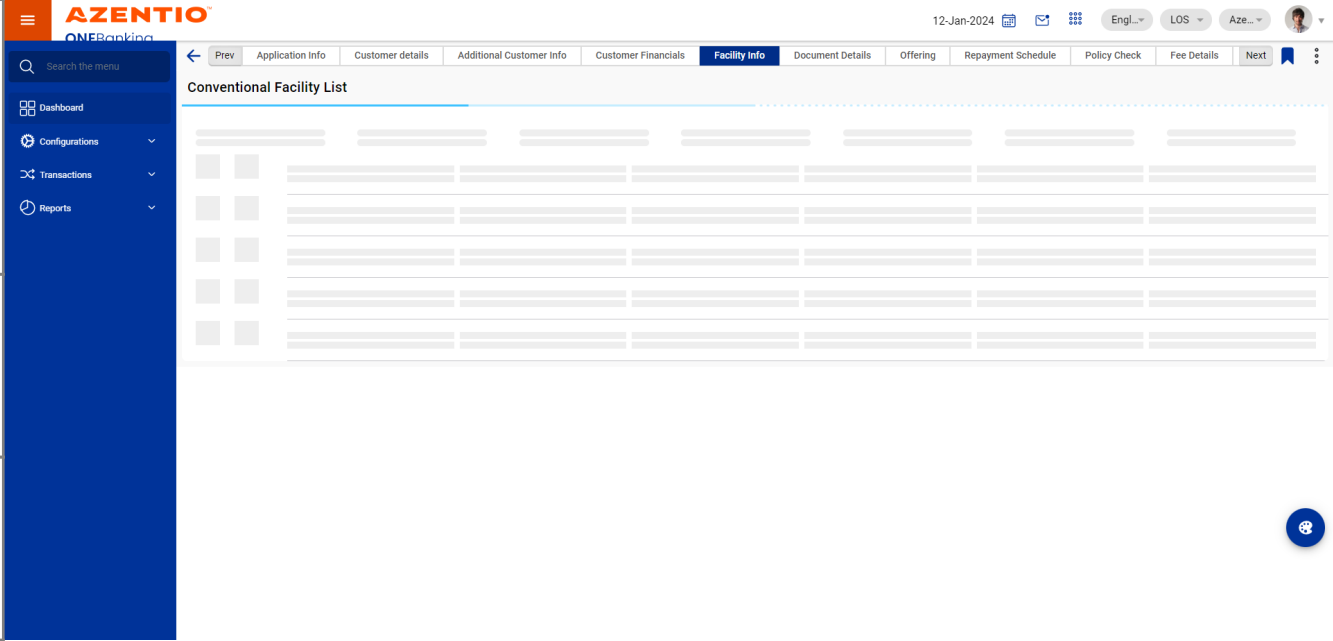 AZENTIO™
ONEBanking
12-Jan-2024
Engl...
LOS
Aze...
Search the menu
Dashboard
Configurations
Transactions
Reports
Prev
Application Info
Customer details
Additional Customer Info
Customer Financials
Facility Info
Document Details
Offering
Repayment Schedule
Policy Check
Fee Details
Next
Conventional Facility List